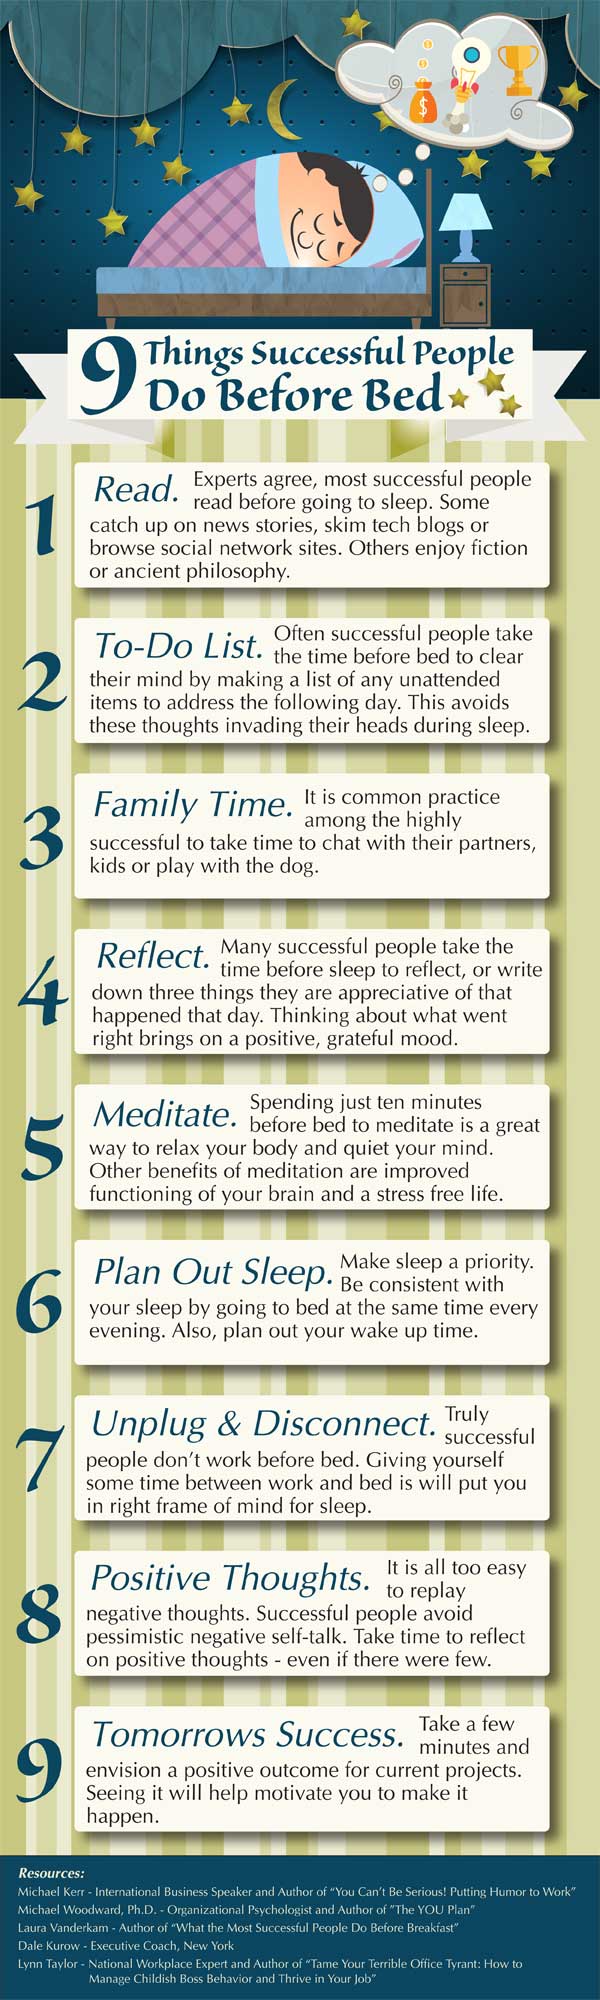 $
9 Things Successful People
Do Before Bed
1
Read. Experts agree, most successful people
read before going to sleep. Some
catch up on news stories, skim tech blogs or
browse social network sites. Others enjoy fiction
or ancient philosophy.
2
To-Do List. Often successful people take
the time before bed to clear
their mind by making a list of any unattended
items to address the following day. This avoids
these thoughts invading their heads during sleep.
3
Family Time. It is common practice
among the highly
successful to take time to chat with their partners,
kids or play with the dog.
4
Reflect. Many successful people take the
time before sleep to reflect, or write
down three things they are appreciative of that
happened that day. Thinking about what went
right brings on a positive, grateful mood.
5
Meditate. Spending just ten minutes
before bed to meditate is a great
way to relax your body and quiet your mind.
Other benefits of meditation are improved
functioning of your brain and a stress free life.
6
Plan Out Sleep. Make sleep a priority.
Be consistent with
your sleep by going to bed at the same time every
evening. Also, plan out your wake up time.
7
Unplug & Disconnect. Truly
successful
people don't work before bed. Giving yourself
some time between work and bed is will put you
in right frame of mind for sleep.
8
Positive Thoughts. It is all too easy
to replay
negative thoughts. Successful people avoid
pessimistic negative self-talk. Take time to reflect
on positive thoughts - even if there were few.
9
Tomorrows Success. Take a few
minutes and
envision a positive outcome for current projects.
Seeing it will help motivate you to make it
happen.
Resources:
Michael Kerr - International Business Speaker and Author of "You Can't Be Serious! Putting Humor to Work"
Michael Woodward, Ph.D. - Organizational Psychologist and Author of "The YOU Plan"
Laura Vanderkam - Author of "What the Most Successful People Do Before Breakfast"
Dale Kurow - Executive Coach, New York
Lynn Taylor - National Workplace Expert and Author of "Tame Your Terrible Office Tyrant: How to
Manage Childish Boss Behavior and Thrive in Your Job"